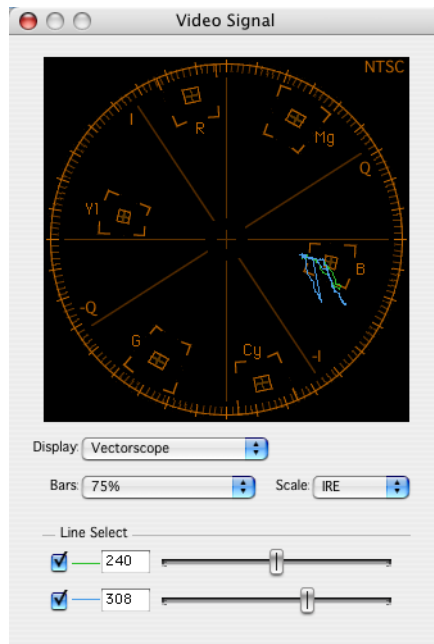 Video Signal
NTSC
I
R
Mg
Q
Yl
B
-Q
G
Cy
-I
Display: Vectorscope
Bars: 75% Scale: IRE
Line Select
240
308